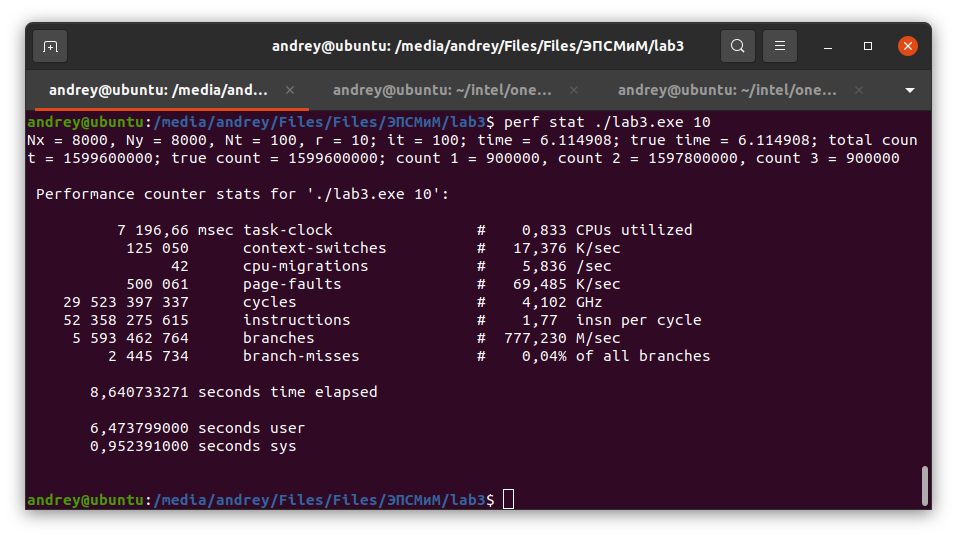 andrey@ubuntu: /media/andrey/Files/Files/ЭПСМиМ/lab3
andrey@ubuntu: /media/and...
andrey@ubuntu: ~/intel/one...
andrey@ubuntu: ~/intel/one...
andrey@ubuntu:/media/andrey/Files/Files/ЭПСМиМ/lab3$ perf stat ./lab3.exe 10
Nx = 8000, Ny = 8000, Nt = 100, r = 10; it = 100; time = 6.114908; true time = 6.114908; total coun
t = 1599600000; true count = 1599600000; count 1 = 900000, count 2 = 1597800000, count 3 = 900000
Performance counter stats for './lab3.exe 10':
7 196,66 msec task-clock # 0,833 CPUs utilized
125 050 context-switches # 17,376 K/sec
42 cpu-migrations # 5,836 /sec
500 061 page-faults # 69,485 K/sec
29 523 397 337 cycles # 4,102 GHz
52 358 275 615 instructions # 1,77 insn per cycle
5 593 462 764 branches # 777,230 M/sec
2 445 734 branch-misses # 0,04% of all branches
8,640733271 seconds time elapsed
6,473799000 seconds user
0,952391000 seconds sys
andrey@ubuntu:/media/andrey/Files/Files/ЭПСМиМ/lab3$